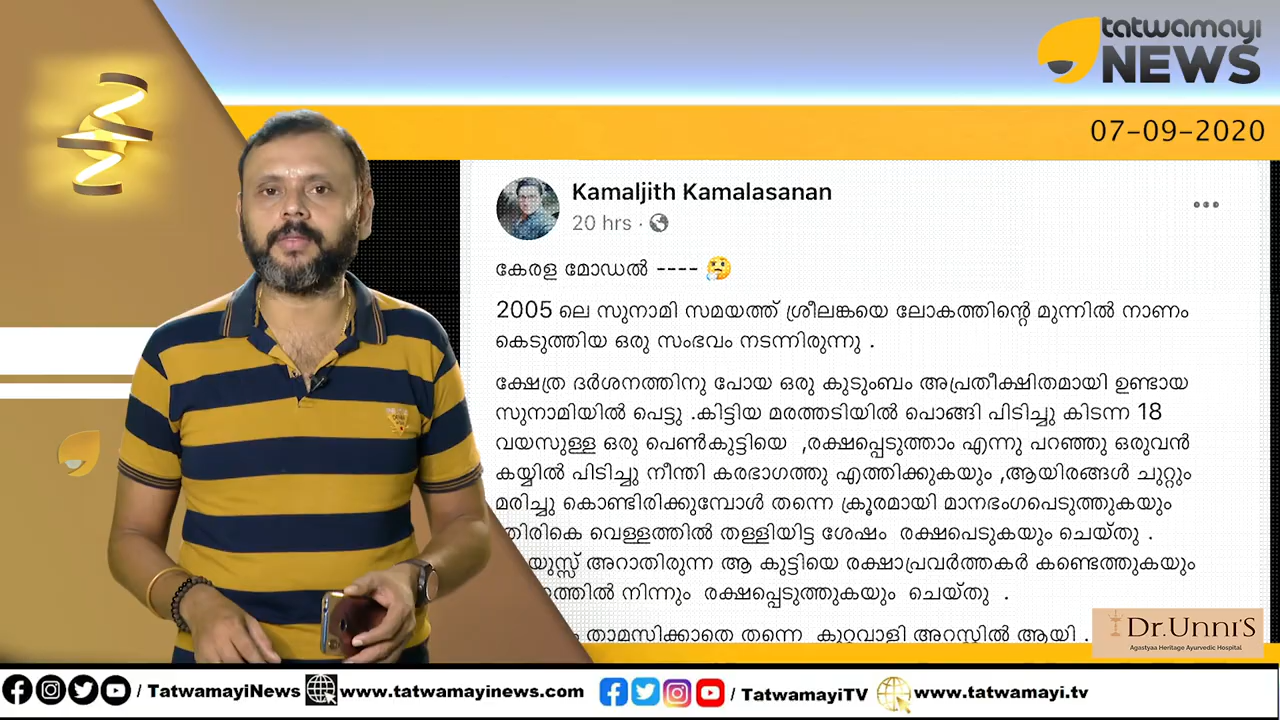 tatwamayi
NEWS
07-09-2020
Kamaljith Kamalasanan
20 hrs ·
കേരള മോഡൽ ---- 🤔
2005 ലെ സുനാമി സമയത്ത് ശ്രീലങ്കയെ ലോകത്തിന്റെ മുന്നിൽ നാണം
കെടുത്തിയ ഒരു സംഭവം നടന്നിരുന്നു .
ക്ഷേത്ര ദർശനത്തിനു പോയ ഒരു കുടുംബം അപ്രതീക്ഷിതമായി ഉണ്ടായ
സുനാമിയിൽ പെട്ടു .കിട്ടിയ മരത്തടിയിൽ പൊങ്ങി പിടിച്ചു കിടന്ന 18
വയസുള്ള ഒരു പെൺകുട്ടിയെ ,രക്ഷപ്പെടുത്താം എന്നു പറഞ്ഞു ഒരുവൻ
കയ്യിൽ പിടിച്ചു നീന്തി കരഭാഗത്തു എത്തിക്കുകയും ,ആയിരങ്ങൾ ചുറ്റും
മരിച്ചു കൊണ്ടിരിക്കുമ്പോൾ തന്നെ ക്രൂരമായി മാനഭംഗപെടുത്തുകയും
തിരികെ വെള്ളത്തിൽ തള്ളിയിട്ട ശേഷം രക്ഷപെടുകയും ചെയ്തു .
അറാതിരുന്ന ആ കുട്ടിയെ രക്ഷാപ്രവർത്തകർ കണ്ടെത്തുകയും
നിന്നും രക്ഷപ്പെടുത്തുകയും ചെയ്തു .
താമസിക്കാതെ തന്നെ കുറ്റവാളി അറസ്റ്റിൽ ആയി .
Dr.Unni'S
Agastyaa Heritage Ayurvedic Hospital
/ TatwamayiNews www.tatwamayinews.com / TatwamayiTV www.tatwamayi.tv